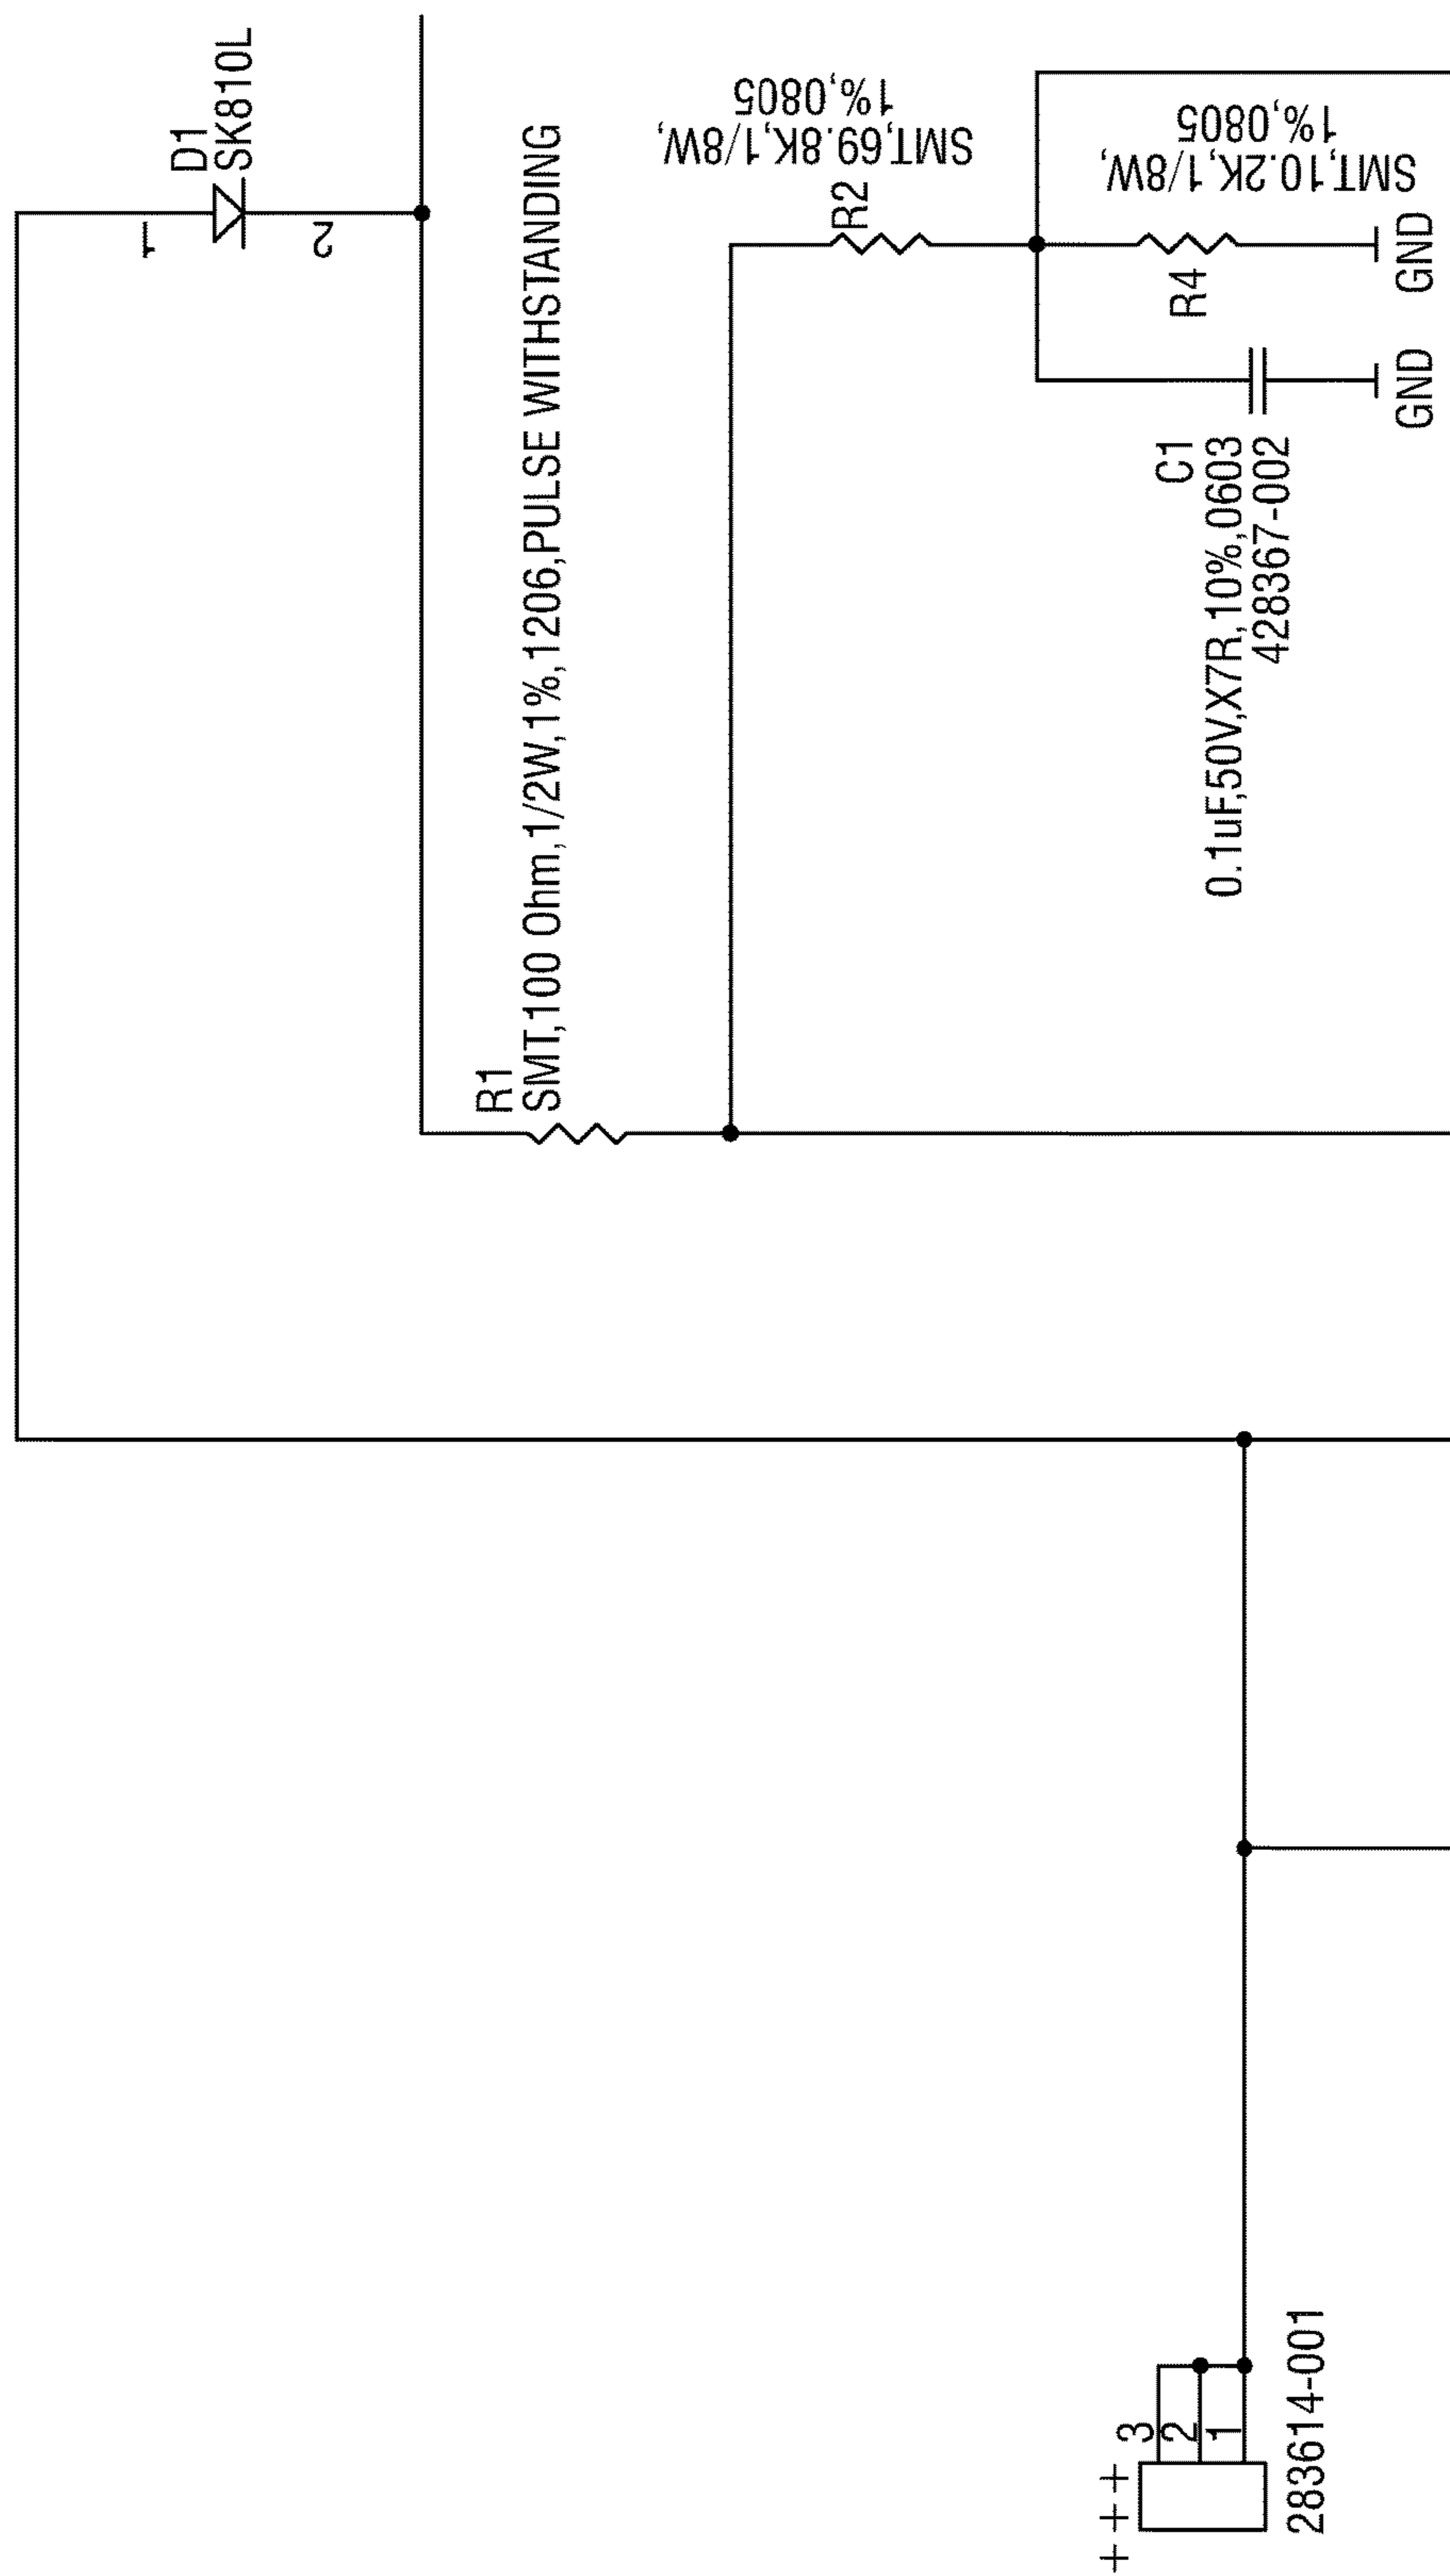 D1
SK810L
1
2
R1
SMT,100 Ohm,1/2W,1%,1206,PULSE WITHSTANDING
R2
SMT,69.8K,1/8W,
1%,0805
R4
SMT,10.2K,1/8W,
1%,0805
GND
GND
C1
0.1uF,50V,X7R,10%,0603
428367-002
+ + +
3
2
1
283614-001